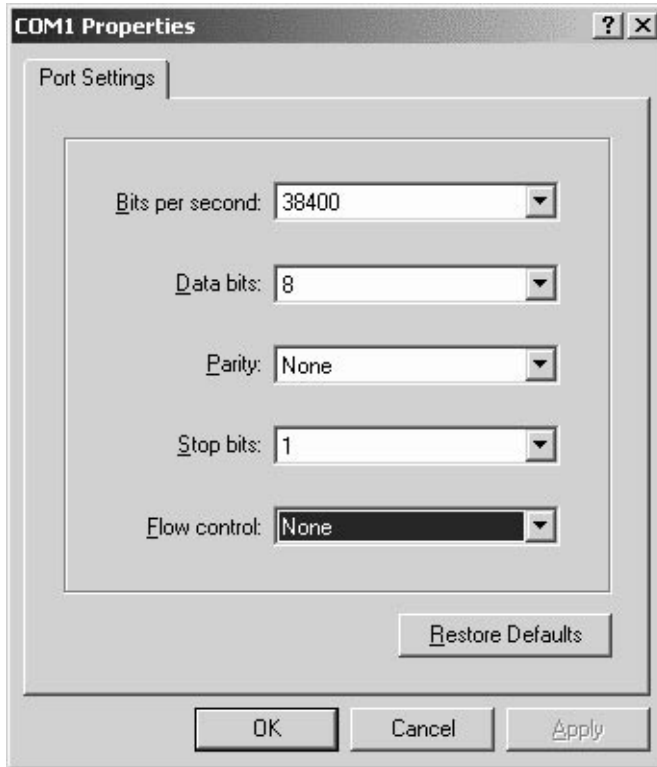 COM1 Properties
Port Settings
Bits per second: 38400
Data bits: 8
Parity: None
Stop bits: 1
Flow control: None
Restore Defaults
OK Cancel Apply